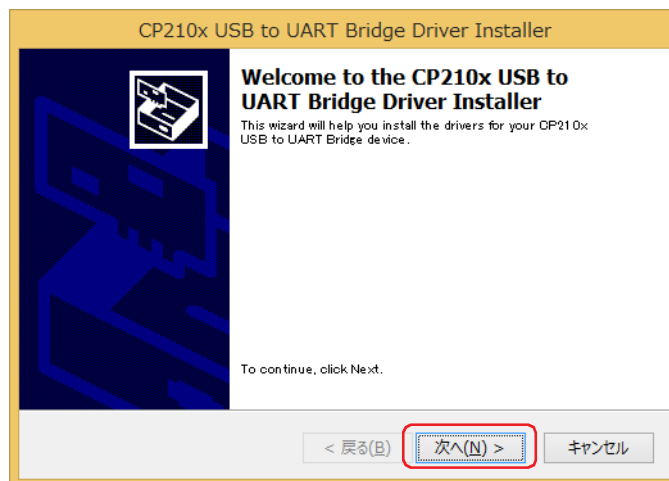 CP210x USB to UART Bridge Driver Installer
Welcome to the CP210x USB to
UART Bridge Driver Installer
This wizard will help you install the drivers for your CP210x
USB to UART Bridge device.
To continue, click Next.
< 戻る(B) 次へ(N) > キャンセル